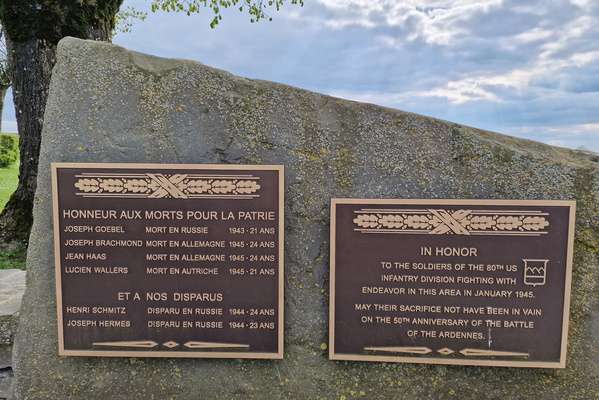 HONNEUR AUX MORTS POUR LA PATRIE
JOSEPH GOEBEL MORT EN RUSSIE 1943 - 21 ANS
JOSEPH BRACHMOND MORT EN ALLEMAGNE 1945 - 24 ANS
JEAN HAAS MORT EN ALLEMAGNE 1945 - 24 ANS
LUCIEN WALLERS MORT EN AUTRICHE 1945 - 21 ANS
ET A NOS DISPARUS
HENRI SCHMITZ DISPARU EN RUSSIE 1944 - 24 ANS
JOSEPH HERMES DISPARU EN RUSSIE 1944 - 23 ANS
IN HONOR
TO THE SOLDIERS OF THE 80TH US
INFANTRY DIVISION FIGHTING WITH
ENDEAVOR IN THIS AREA IN JANUARY 1945.
MAY THEIR SACRIFICE NOT HAVE BEEN IN VAIN
ON THE 50TH ANNIVERSARY OF THE BATTLE
OF THE ARDENNES.